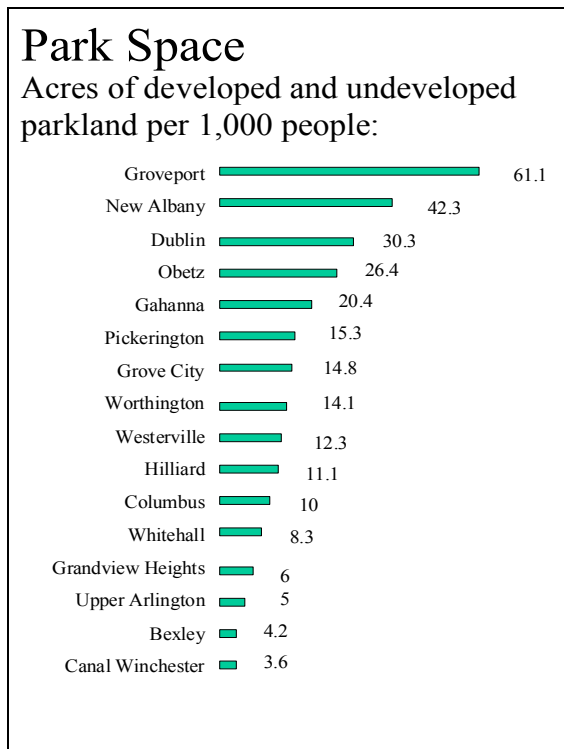 Park Space
Acres of developed and undeveloped
parkland per 1,000 people:
Groveport 61.1
New Albany 42.3
Dublin 30.3
Obetz 26.4
Gahanna 20.4
Pickerington 15.3
Grove City 14.8
Worthington 14.1
Westerville 12.3
Hilliard 11.1
Columbus 10
Whitehall 8.3
Grandview Heights 6
Upper Arlington 5
Bexley 4.2
Canal Winchester 3.6